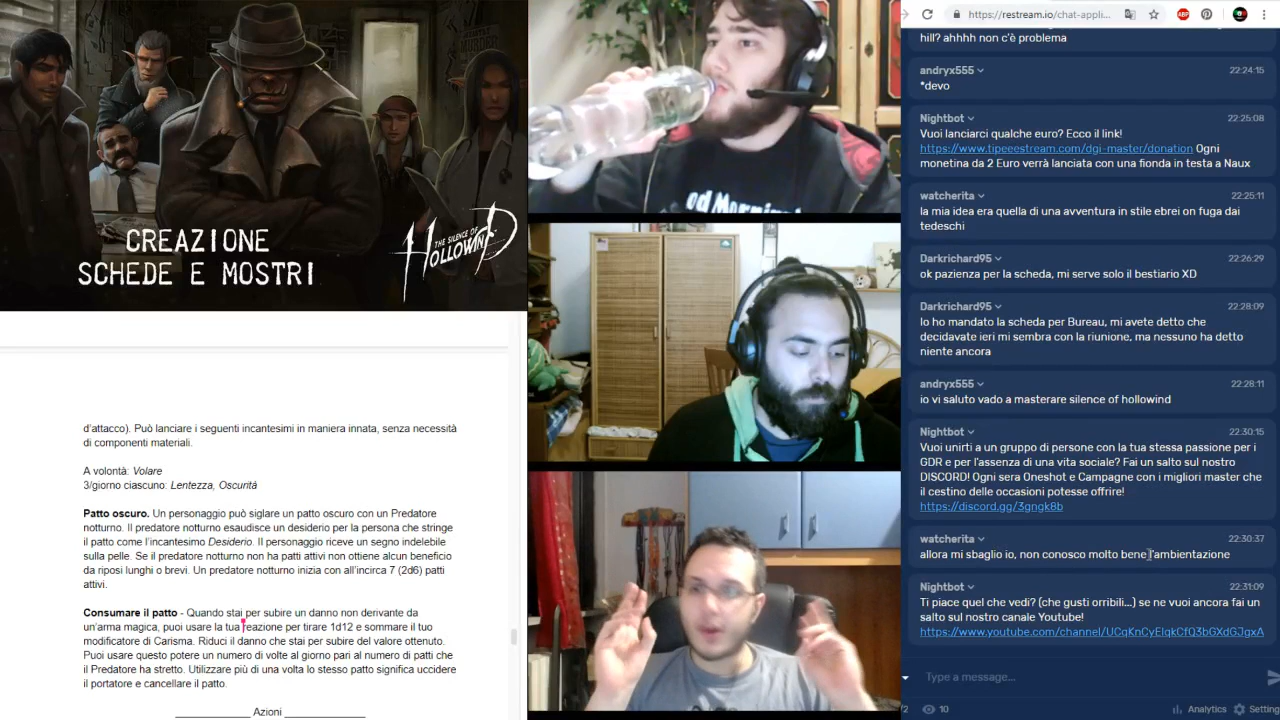 CREAZIONE
SCHEDE E MOSTRI
THE SILENCE OF
HOLLOWIND
d'attacco). Può lanciare i seguenti incantesimi in maniera innata, senza necessità
di componenti materiali.
A volontà: Volare
3/giorno ciascuno: Lentezza, Oscurità
Patto oscuro. Un personaggio può siglare un patto oscuro con un Predatore
notturno. Il predatore notturno esaudisce un desiderio per la persona che stringe
il patto come l'incantesimo Desiderio. Il personaggio riceve un segno indelebile
sulla pelle. Se il predatore notturno non ha patti attivi non ottiene alcun beneficio
da riposi lunghi o brevi. Un predatore notturno inizia con all'incirca 7 (2d6) patti
attivi.
Consumare il patto - Quando stai per subire un danno non derivante da
un'arma magica, puoi usare la tua reazione per tirare 1d12 e sommare il tuo
modificatore di Carisma. Riduci il danno che stai per subire del valore ottenuto.
Puoi usare questo potere un numero di volte al giorno pari al numero di patti che
il Predatore ha stretto. Utilizzare più di una volta lo stesso patto significa uccidere
il portatore e cancellare il patto.
Azioni
od Mornin
https://restream.io/chat-appli...
ABP
hill? ahhhh non c'è problema
andryx555 22:24:15
*devo
Nightbot 22:25:08
Vuoi lanciarci qualche euro? Ecco il link!
https://www.tipeeestream.com/dgi-master/donation Ogni
monetina da 2 Euro verrà lanciata con una fionda in testa a Naux
watcherita 22:25:11
la mia idea era quella di una avventura in stile ebrei on fuga dai
tedeschi
Darkrichard95 22:26:29
ok pazienza per la scheda, mi serve solo il bestiario XD
Darkrichard95 22:28:09
Io ho mandato la scheda per Bureau, mi avete detto che
decidavate ieri mi sembra con la riunione, ma nessuno ha detto
niente ancora
andryx555 22:28:11
io vi saluto vado a masterare silence of hollowind
Nightbot 22:30:15
Vuoi unirti a un gruppo di persone con la tua stessa passione per i
GDR e per l'assenza di una vita sociale? Fai un salto sul nostro
DISCORD! Ogni sera Oneshot e Campagne con i migliori master che
il cestino delle occasioni potesse offrire!
https://discord.gg/3gngk8b
watcherita 22:30:37
allora mi sbaglio io, non conosco molto bene l'ambientazione
Nightbot 22:31:09
Ti piace quel che vedi? (che gusti orribili...) se ne vuoi ancora fai un
salto sul nostro canale Youtube!
https://www.youtube.com/channel/UCqKnCyElqkCfQ3bGXdGJgxA
Type a message...
/2 10 Analytics Setting